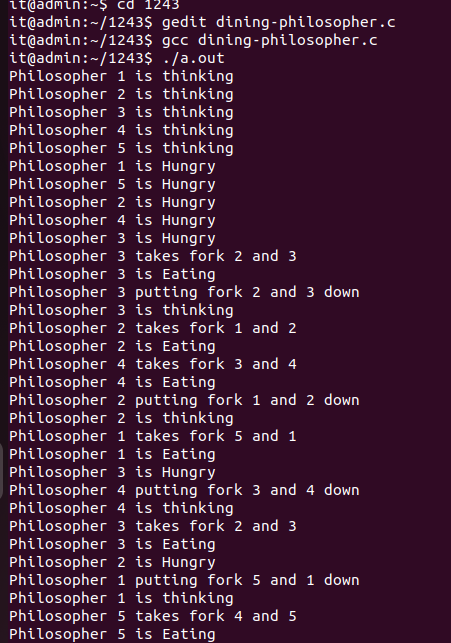 it@admin:~$ cd 1243
it@admin:~/1243$ gedit dining-philosopher.c
it@admin:~/1243$ gcc dining-philosopher.c
it@admin:~/1243$ ./a.out
Philosopher 1 is thinking
Philosopher 2 is thinking
Philosopher 3 is thinking
Philosopher 4 is thinking
Philosopher 5 is thinking
Philosopher 1 is Hungry
Philosopher 5 is Hungry
Philosopher 2 is Hungry
Philosopher 4 is Hungry
Philosopher 3 is Hungry
Philosopher 3 takes fork 2 and 3
Philosopher 3 is Eating
Philosopher 3 putting fork 2 and 3 down
Philosopher 3 is thinking
Philosopher 2 takes fork 1 and 2
Philosopher 2 is Eating
Philosopher 4 takes fork 3 and 4
Philosopher 4 is Eating
Philosopher 2 putting fork 1 and 2 down
Philosopher 2 is thinking
Philosopher 1 takes fork 5 and 1
Philosopher 1 is Eating
Philosopher 3 is Hungry
Philosopher 4 putting fork 3 and 4 down
Philosopher 4 is thinking
Philosopher 3 takes fork 2 and 3
Philosopher 3 is Eating
Philosopher 2 is Hungry
Philosopher 1 putting fork 5 and 1 down
Philosopher 1 is thinking
Philosopher 5 takes fork 4 and 5
Philosopher 5 is Eating